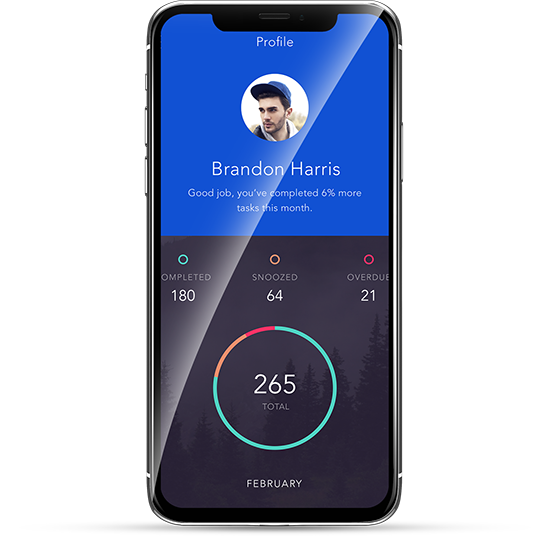 Profile
Brandon Harris
Good job, you've completed 6% more
tasks this month.
OMPLETED
SNOOZED
OVERDUE
180
64
21
265
TOTAL
FEBRUARY